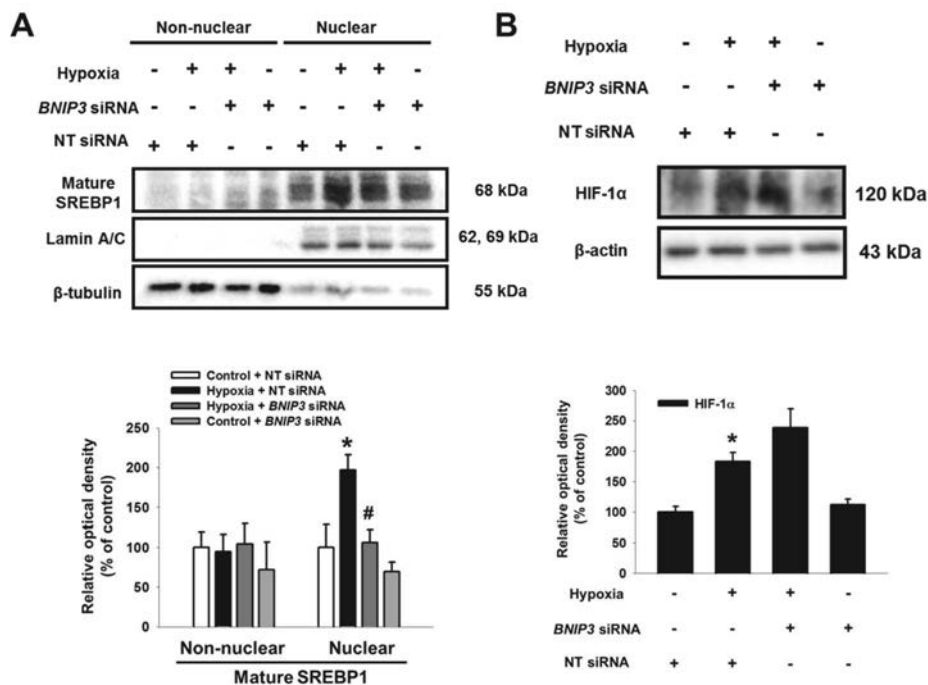 A
Non-nuclear Nuclear
Hypoxia - + + - - + + -
BNIP3 siRNA - - + + - - + +
NT siRNA + + - - + + - -
Mature SREBP1 68 kDa
Lamin A/C 62, 69 kDa
β-tubulin 55 kDa
Control + NT siRNA
Hypoxia + NT siRNA
Hypoxia + BNIP3 siRNA
Control + BNIP3 siRNA
Relative optical density
(% of control)
250
200
150
100
50
0
*
#
Non-nuclear Nuclear
Mature SREBP1
B
Hypoxia - + + -
BNIP3 siRNA - - + +
NT siRNA + + - -
HIF-1α 120 kDa
β-actin 43 kDa
HIF-1α
Relative optical density
(% of control)
300
250
200
150
100
50
0
*
Hypoxia - + + -
BNIP3 siRNA - - + +
NT siRNA + + - -